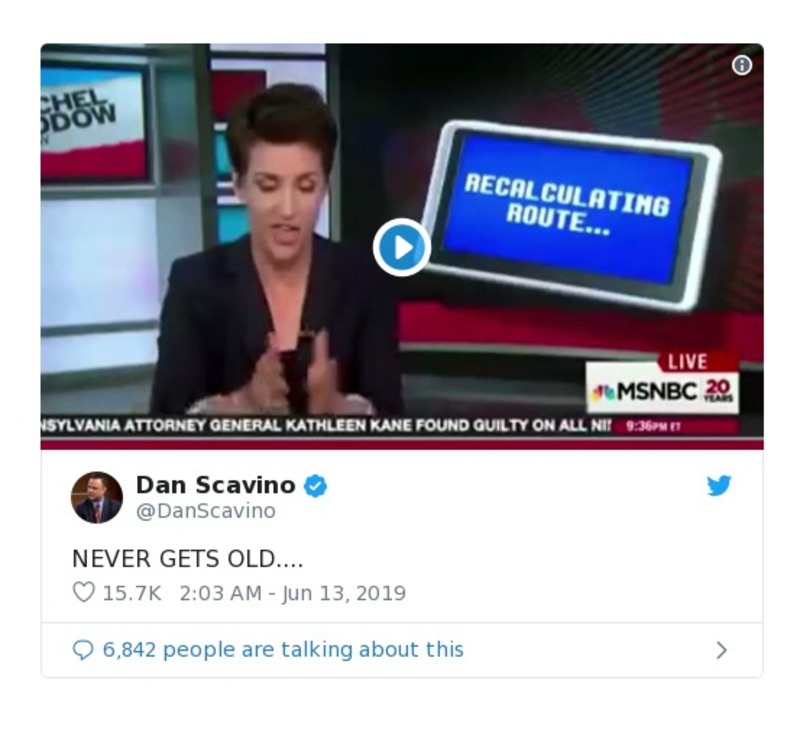 CHEL
DDOW
RECALCULATING
ROUTE...
LIVE
MSNBC 20
YEARS
NSYLVANIA ATTORNEY GENERAL KATHLEEN KANE FOUND GUILTY ON ALL NI 9:36PM ET
Dan Scavino
@DanScavino
NEVER GETS OLD....
15.7K 2:03 AM - Jun 13, 2019
6,842 people are talking about this